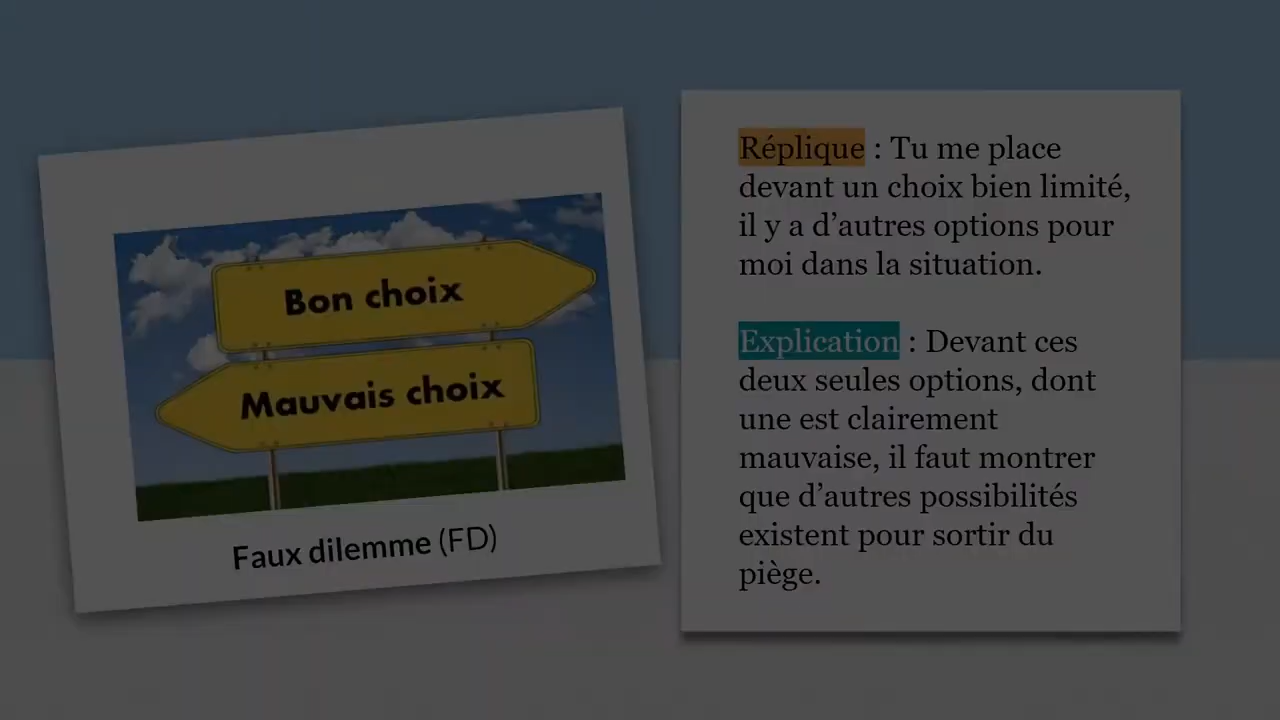 Bon choix
Mauvais choix
Faux dilemme (FD)
Réplique : Tu me place
devant un choix bien limité,
il y a d’autres options pour
moi dans la situation.
Explication : Devant ces
deux seules options, dont
une est clairement
mauvaise, il faut montrer
que d’autres possibilités
existent pour sortir du
piège.